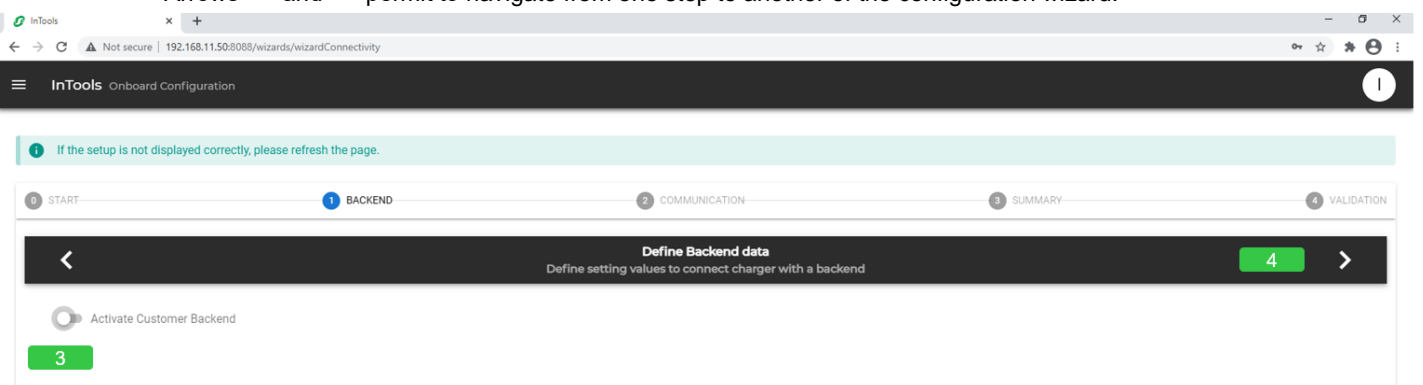 Arrows and permit to navigate from one step to another of the configuration wizard.
InTools × +
Not secure | 192.168.11.50:8088/wizards/wizardConnectivity
InTools Onboard Configuration I
If the setup is not displayed correctly, please refresh the page.
0 START 1 BACKEND 2 COMMUNICATION 3 SUMMARY 4 VALIDATION
Define Backend data
Define setting values to connect charger with a backend
4
Activate Customer Backend
3